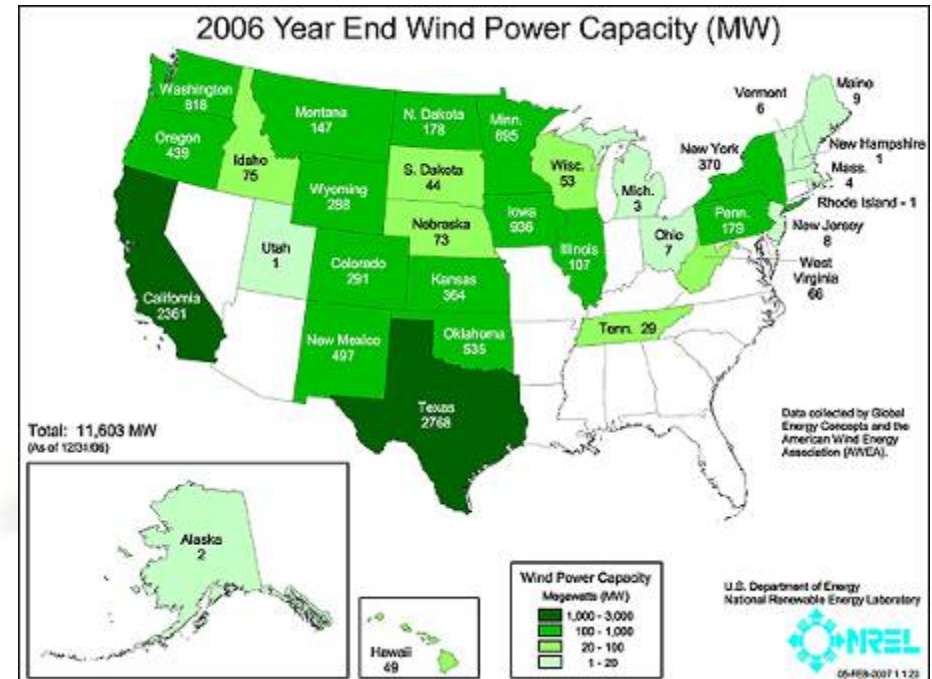 2006 Year End Wind Power Capacity (MW)
Washington
818
Oregon
439
Idaho
75
Montana
147
N. Dakota
178
Minn.
895
S. Dakota
44
Wisc.
53
Wyoming
288
Nebraska
73
Iowa
936
Mich.
3
Utah
1
Colorado
291
Kansas
364
Illinois
107
Ohio
7
California
2361
New Mexico
497
Oklahoma
535
Texas
2768
Tenn. 29
New York
370
Penn.
179
Vermont
6
Maine
9
New Hampshire
1
Mass.
4
Rhode Island - 1
New Jersey
8
West
Virginia
66
Total: 11,603 MW
(As of 12/31/06)
Data collected by Global
Energy Concepts and the
American Wind Energy
Association (AWEA).
Alaska
2
Hawaii
49
Wind Power Capacity
Megawatts (MW)
1,000 - 3,000
100 - 1,000
20 - 100
1 - 20
U.S. Department of Energy
National Renewable Energy Laboratory
NREL
05-FEB-2007 1.1.23